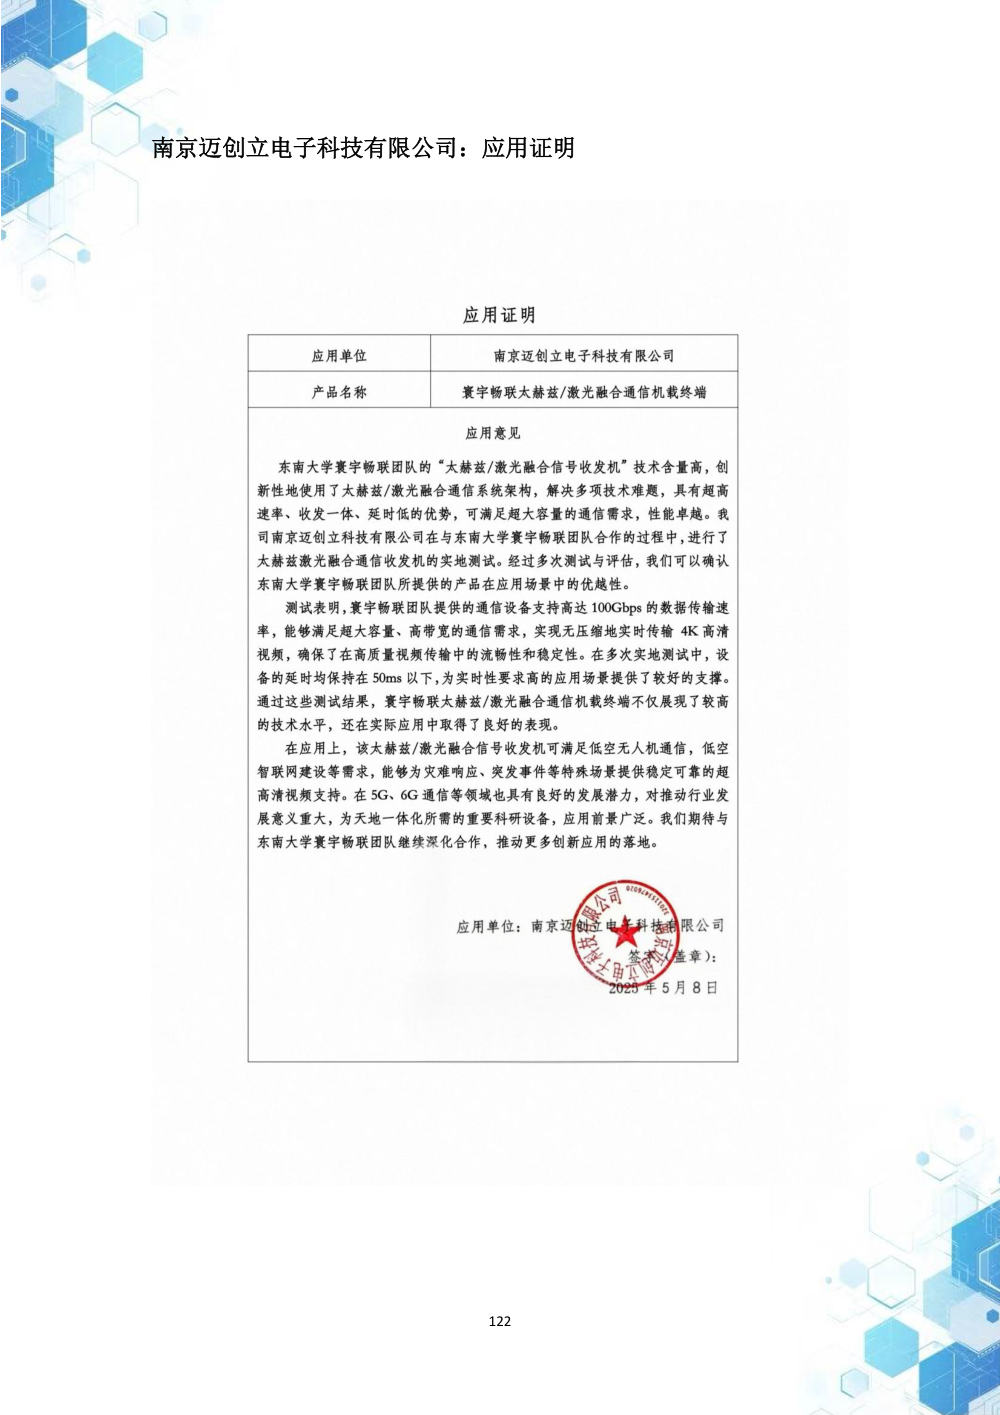 南京迈创立电子科技有限公司：应用证明
应用证明
应用单位 南京迈创立电子科技有限公司
产品名称 寰宇畅联太赫兹/激光融合通信机载终端
应用意见
东南大学寰宇畅联团队的“太赫兹/激光融合信号收发机”技术含量高，创
新性地使用了太赫兹/激光融合通信系统架构，解决多项技术难题，具有超高
速率、收发一体、延时低的优势，可满足超大容量的通信需求，性能卓越。我
司南京迈创立科技有限公司在与东南大学寰宇畅联团队合作的过程中，进行了
太赫兹激光融合通信收发机的实地测试。经过多次测试与评估，我们可以确认
东南大学寰宇畅联团队所提供的产品在应用场景中的优越性。
测试表明，寰宇畅联团队提供的通信设备支持高达 100Gbps 的数据传输速
率，能够满足超大容量、高带宽的通信需求，实现无压缩地实时传输 4K 高清
视频，确保了在高质量视频传输中的流畅性和稳定性。在多次实地测试中，设
备的延时均保持在 50ms 以下，为实时性要求高的应用场景提供了较好的支撑。
通过这些测试结果，寰宇畅联太赫兹/激光融合通信机载终端不仅展现了较高
的技术水平，还在实际应用中取得了良好的表现。
在应用上，该太赫兹/激光融合信号收发机可满足低空无人机通信，低空
智联网建设等需求，能够为灾难响应、突发事件等特殊场景提供稳定可靠的超
高清视频支持。在 5G、6G 通信等领域也具有良好的发展潜力，对推动行业发
展意义重大，为天地一体化所需的重要科研设备，应用前景广泛。我们期待与
东南大学寰宇畅联团队继续深化合作，推动更多创新应用的落地。
应用单位：南京迈创立电子科技有限公司
签字（盖章）：
2025 年 5 月 8 日
南京迈创立电子科技有限公司
122